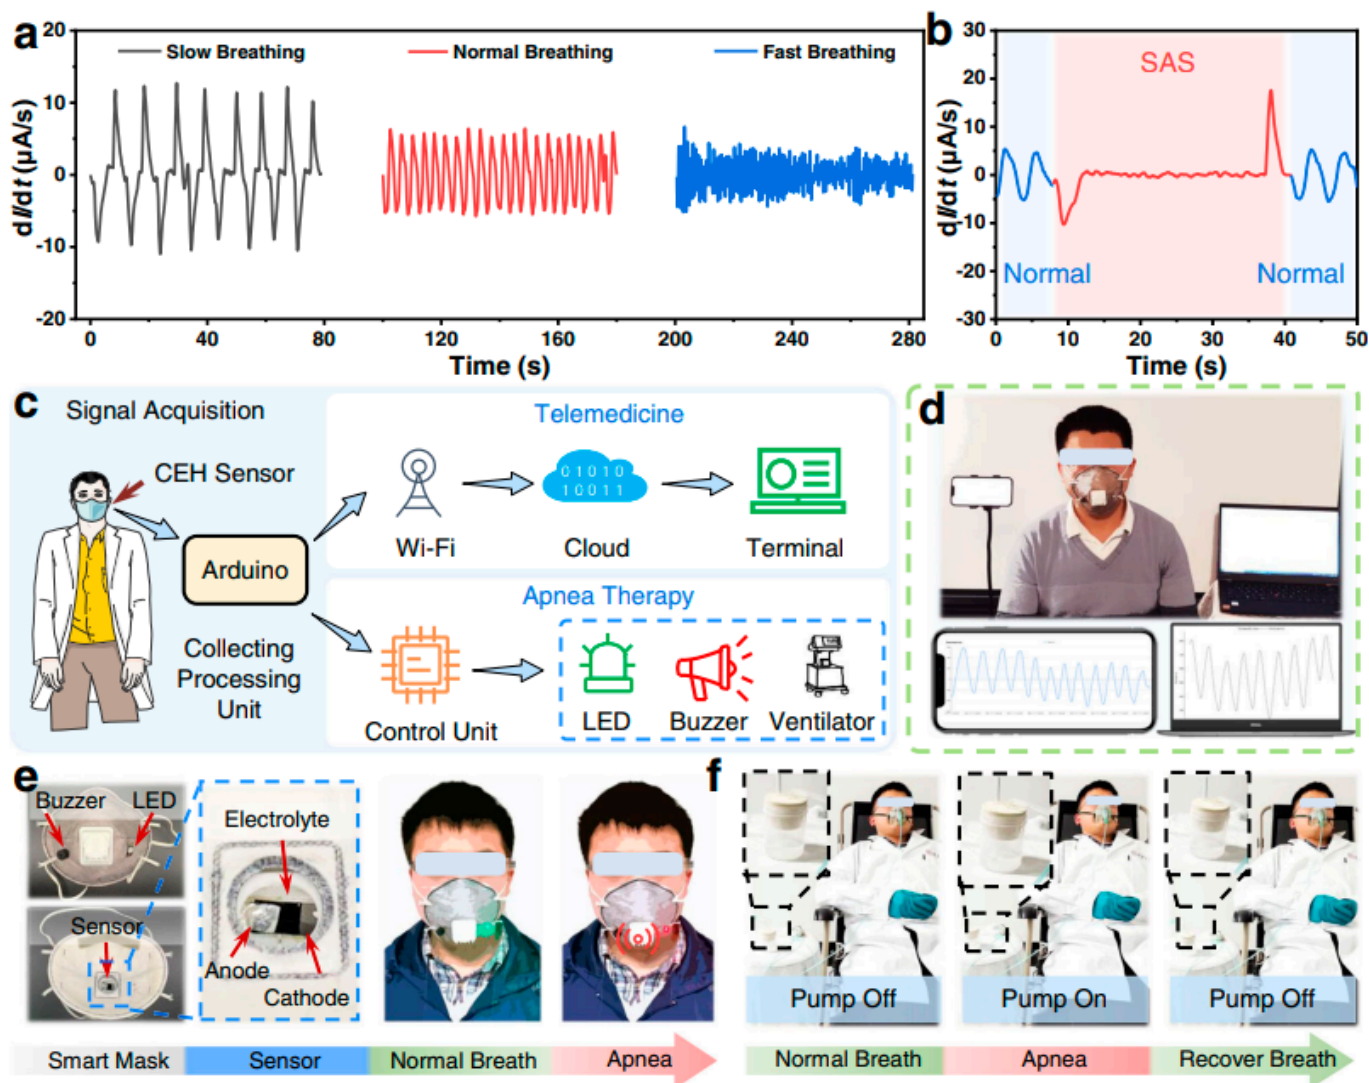 a
20
10
0
-10
-20
dI/dt (μA/s)
Slow Breathing
Normal Breathing
Fast Breathing
0 40 80 120 160 200 240 280
Time (s)
b
30
20
10
0
-10
-20
-30
dI/dt (μA/s)
SAS
Normal
Normal
0 10 20 30 40 50
Time (s)
c
Signal Acquisition
CEH Sensor
Arduino
Collecting
Processing
Unit
Telemedicine
01010
10011
Wi-Fi
Cloud
Terminal
Apnea Therapy
Control Unit
LED
Buzzer
Ventilator
d
e
Buzzer
LED
Sensor
Electrolyte
Anode
Cathode
Smart Mask
Sensor
Normal Breath
Apnea
f
Pump Off
Pump On
Pump Off
Normal Breath
Apnea
Recover Breath